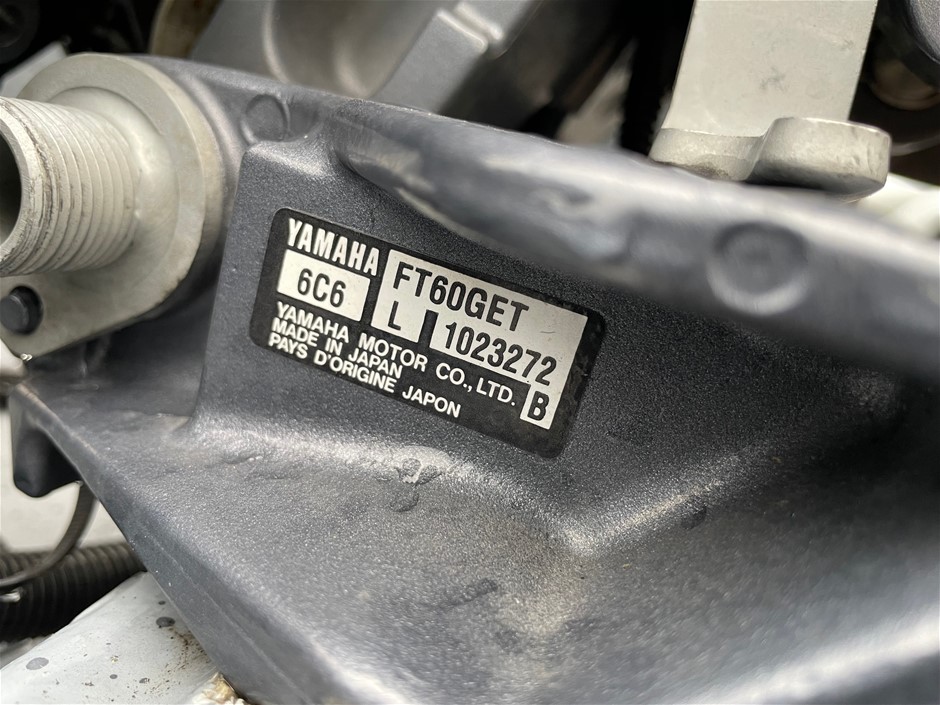 YAMAHA FT60GET
6C6 L 1023272
YAMAHA MOTOR CO., LTD. B
MADE IN JAPAN
PAYS D'ORIGINE JAPON